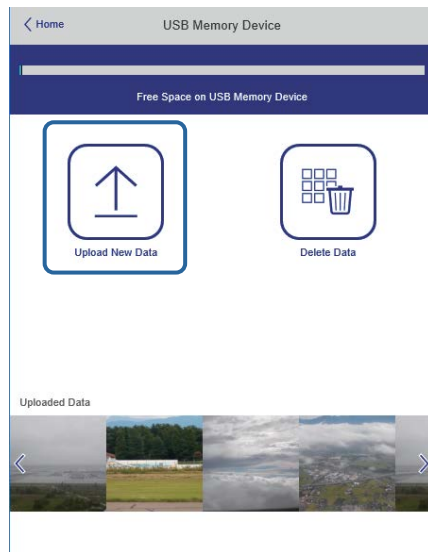 Home
USB Memory Device
Free Space on USB Memory Device
Upload New Data
Delete Data
Uploaded Data